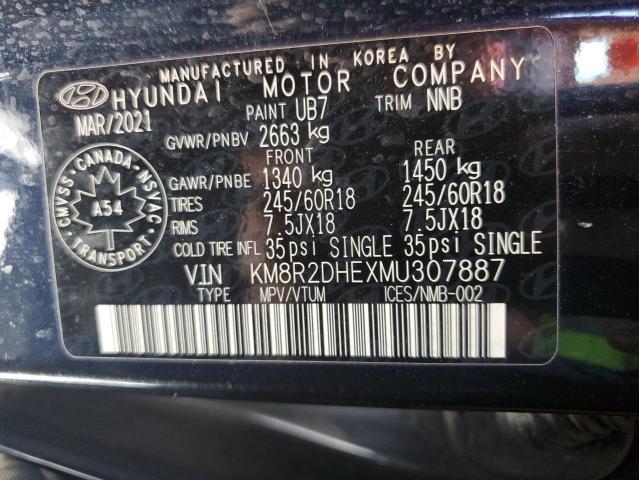 MANUFACTURED IN KOREA BY
HYUNDAI MOTOR COMPANY
MAR/2021 PAINT UB7 TRIM NNB
GVWR/PNBV 2663 kg
FRONT REAR
GAWR/PNBE 1340 kg 1450 kg
TIRES 245/60R18 245/60R18
RIMS 7.5JX18 7.5JX18
COLD TIRE INFL 35psi SINGLE 35psi SINGLE
VIN KM8R2DHEXMU307887
TYPE MPV/VTUM ICES/NMB-002
CMVSS - CANADA - NSVAC
A54
TRANSPORT